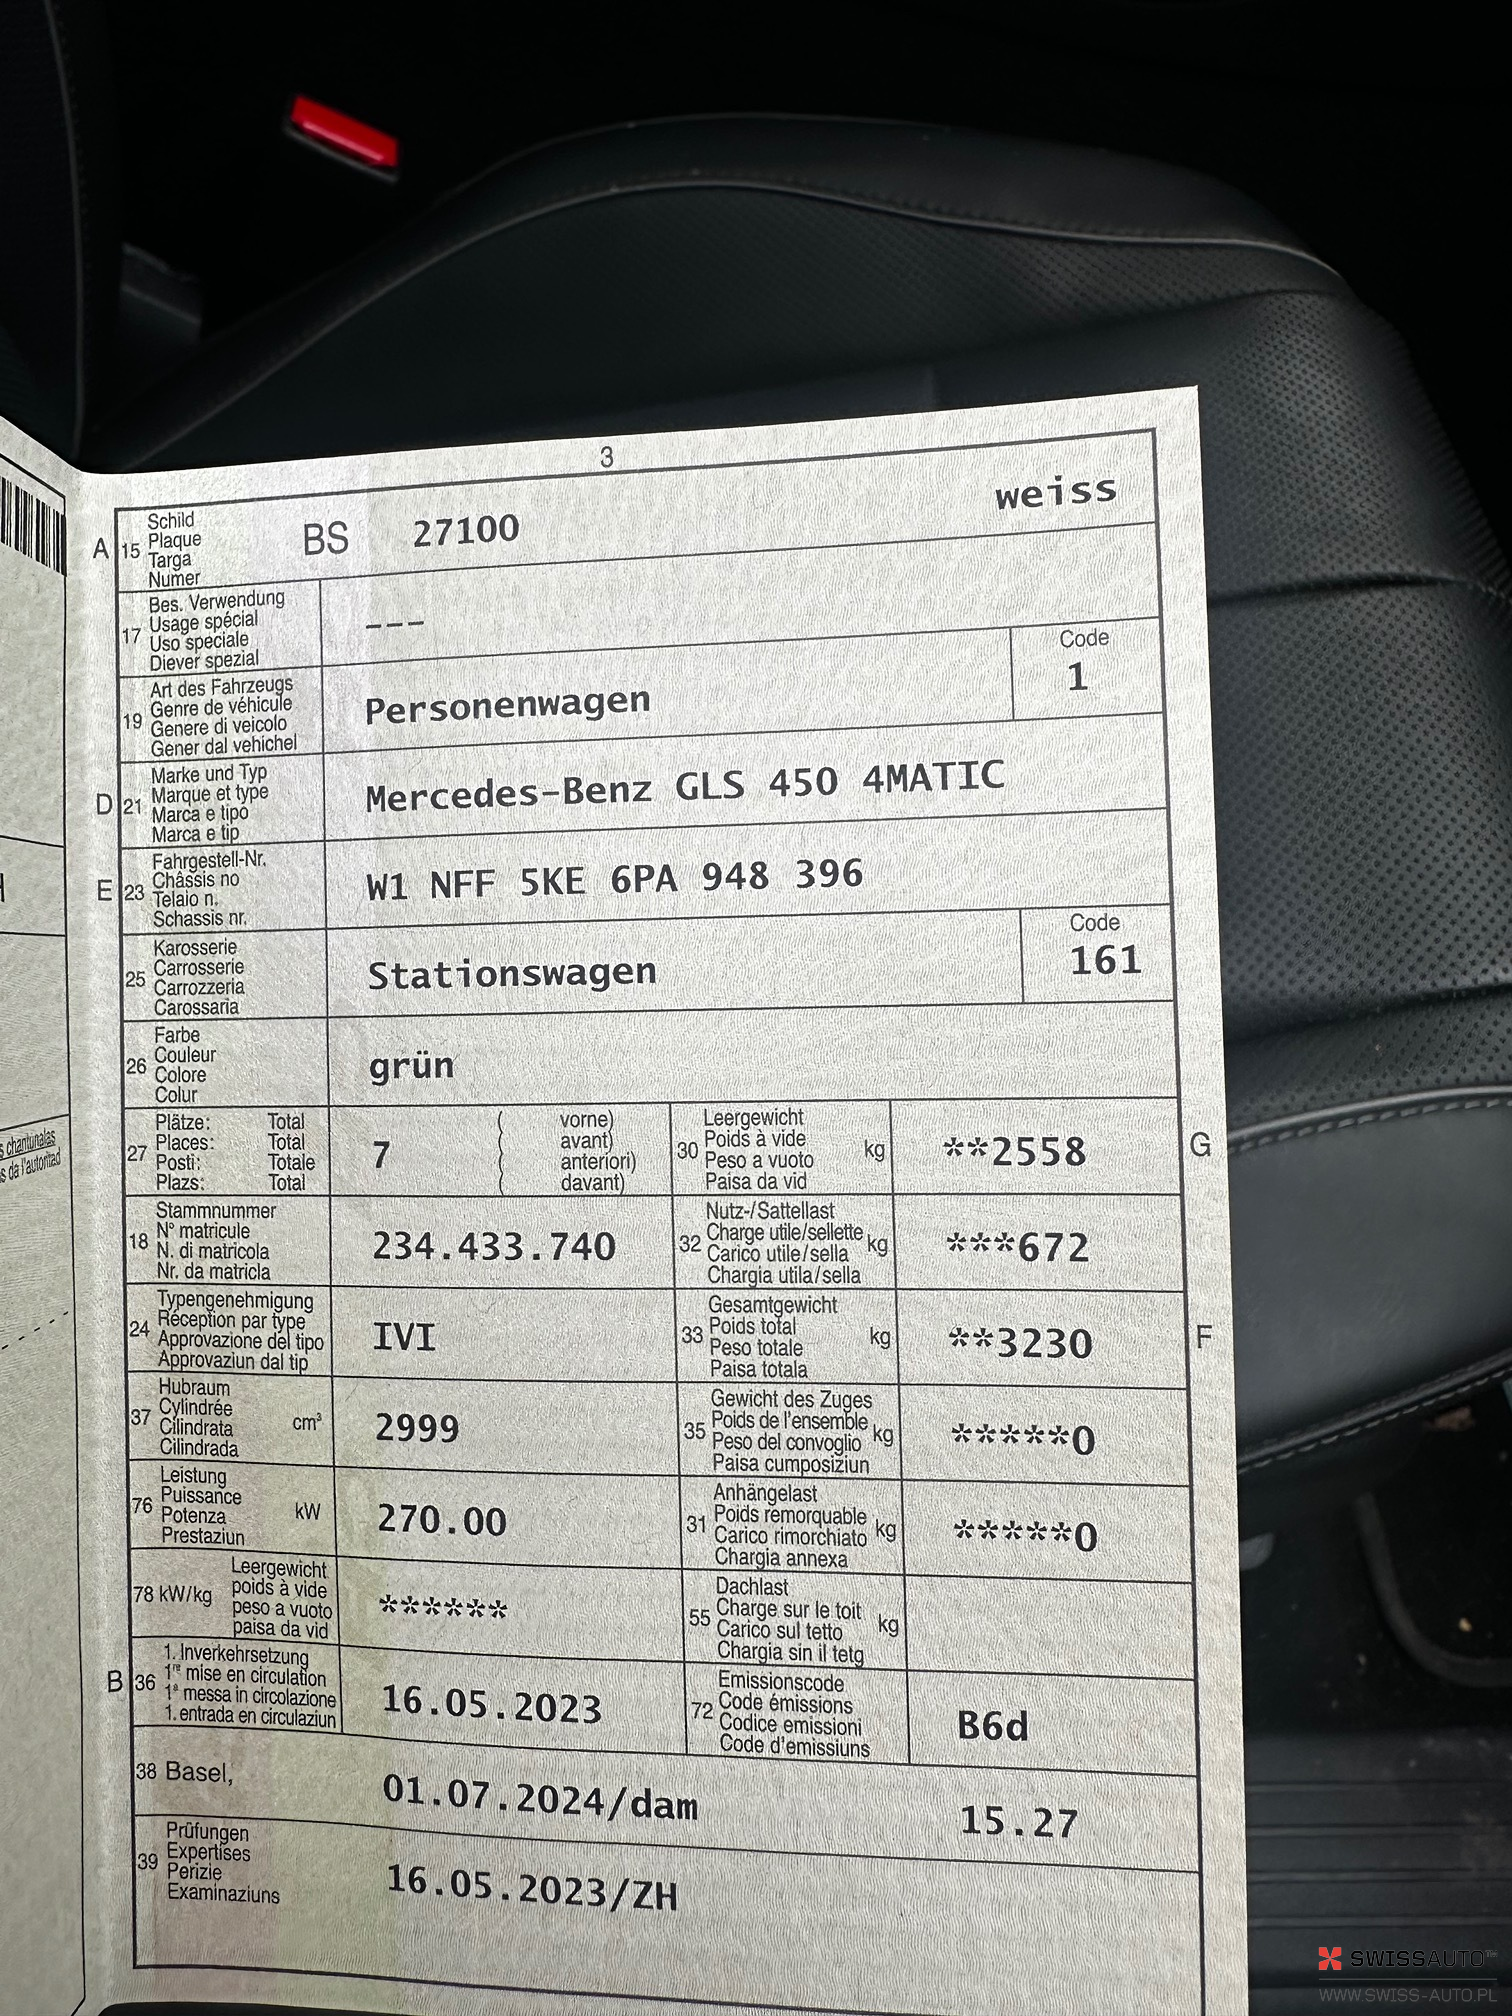 3
A 15 Schild
Plaque
Targa
Numer
BS 27100 weiss
17 Bes. Verwendung
Usage spécial
Uso speciale
Diever spezial
---
19 Art des Fahrzeugs
Genre de véhicule
Genere di veicolo
Gener dal vehichel
Personenwagen
Code
1
D 21 Marke und Typ
Marque et type
Marca e tipo
Marca e tip
Mercedes-Benz GLS 450 4MATIC
E 23 Fahrgestell-Nr.
Châssis no
Telaio n.
Schassis nr.
W1 NFF 5KE 6PA 948 396
25 Karosserie
Carrosserie
Carrozzeria
Carossaria
Stationswagen
Code
161
26 Farbe
Couleur
Colore
Colur
grün
27 Plätze: Total
Places: Total
Posti: Totale
Plazs: Total
7
( vorne)
( avant)
( anteriori)
( davant)
30 Leergewicht
Poids à vide
Peso a vuoto
Paisa da vid
kg
**2558
G
18 Stammnummer
N° matricule
N. di matricola
Nr. da matricla
234.433.740
32 Nutz-/Sattellast
Charge utile/sellette
Carico utile/sella
Chargia utila/sella
kg
***672
24 Typengenehmigung
Réception par type
Approvazione del tipo
Approvaziun dal tip
IVI
33 Gesamtgewicht
Poids total
Peso totale
Paisa totala
kg
**3230
F
37 Hubraum
Cylindrée
Cilindrata
Cilindrada
cm³
2999
35 Gewicht des Zuges
Poids de l'ensemble
Peso del convoglio
Paisa cumposiziun
kg
*****0
76 Leistung
Puissance
Potenza
Prestaziun
kW
270.00
31 Anhängelast
Poids remorquable
Carico rimorchiato
Chargia annexa
kg
*****0
78 kW/kg Leergewicht
poids à vide
peso a vuoto
paisa da vid
******
55 Dachlast
Charge sur le toit
Carico sul tetto
Chargia sin il tetg
kg
B 36 1. Inverkehrsetzung
1re mise en circulation
1a messa in circolazione
1. entrada en circulaziun
16.05.2023
72 Emissionscode
Code émissions
Codice emissioni
Code d'emissiuns
B6d
38 Basel,
01.07.2024/dam 15.27
39 Prüfungen
Expertises
Perizie
Examinaziuns
16.05.2023/ZH
chantunalas
da l'autoritad
SWISSAUTO™
WWW.SWISS-AUTO.PL